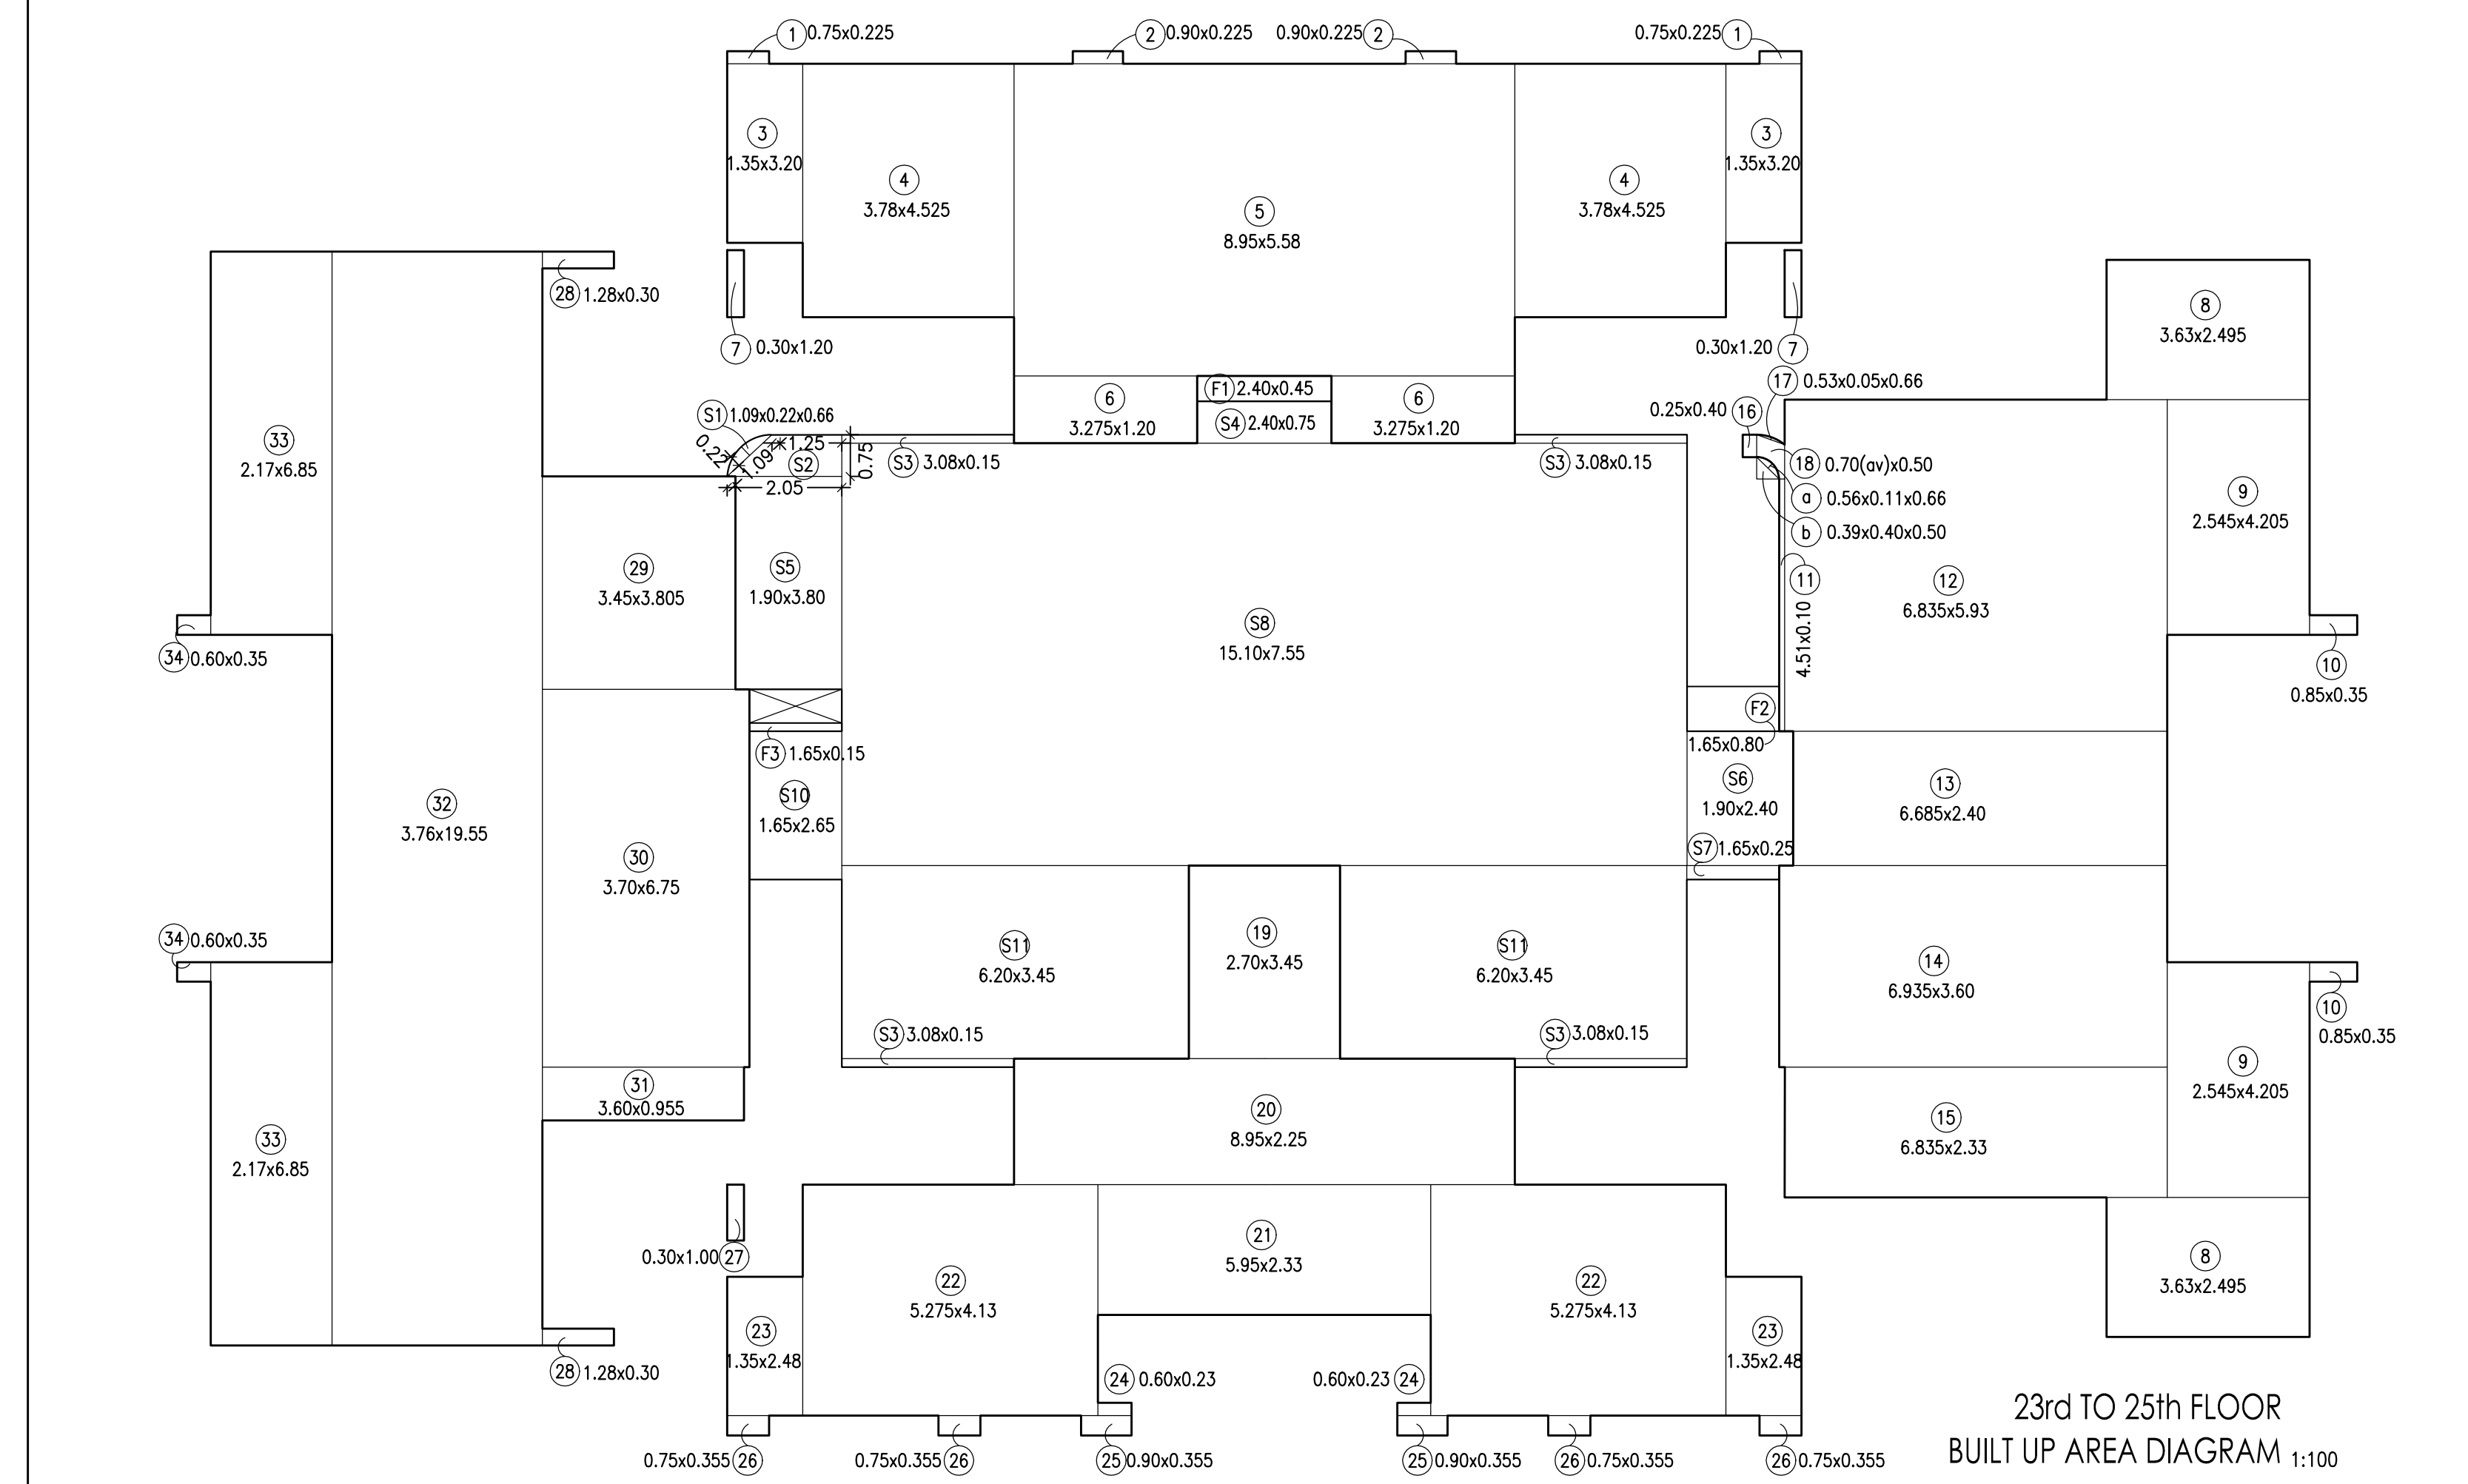 1 0.75x0.225
2 0.90x0.225
0.90x0.225 2
0.75x0.225 1
3
1.35x3.20
4
3.78x4.525
5
8.95x5.58
4
3.78x4.525
3
1.35x3.20
28 1.28x0.30
7 0.30x1.20
0.30x1.20 7
8
3.63x2.495
17 0.53x0.05x0.66
F1 2.40x0.45
6
3.275x1.20
S4 2.40x0.75
6
3.275x1.20
0.25x0.40 16
S1 1.09x0.22x0.66
0.22
1.09
1.25
0.75
S2
2.05
S3 3.08x0.15
S3 3.08x0.15
18 0.70(av)x0.50
a 0.56x0.11x0.66
b 0.39x0.40x0.50
33
2.17x6.85
9
2.545x4.205
29
3.45x3.805
S5
1.90x3.80
11
4.51x0.10
12
6.835x5.93
S8
15.10x7.55
34 0.60x0.35
10
0.85x0.35
F2
1.65x0.80
F3 1.65x0.15
S10
1.65x2.65
S6
1.90x2.40
13
6.685x2.40
32
3.76x19.55
30
3.70x6.75
S7 1.65x0.25
34 0.60x0.35
S11
6.20x3.45
19
2.70x3.45
S11
6.20x3.45
14
6.935x3.60
10
0.85x0.35
S3 3.08x0.15
S3 3.08x0.15
31
3.60x0.955
9
2.545x4.205
33
2.17x6.85
20
8.95x2.25
15
6.835x2.33
0.30x1.00 27
21
5.95x2.33
8
3.63x2.495
22
5.275x4.13
22
5.275x4.13
23
1.35x2.48
23
1.35x2.48
28 1.28x0.30
24 0.60x0.23
0.60x0.23 24
0.75x0.355 26
0.75x0.355 26
25 0.90x0.355
25 0.90x0.355
26 0.75x0.355
26 0.75x0.355
23rd TO 25th FLOOR
BUILT UP AREA DIAGRAM 1:100